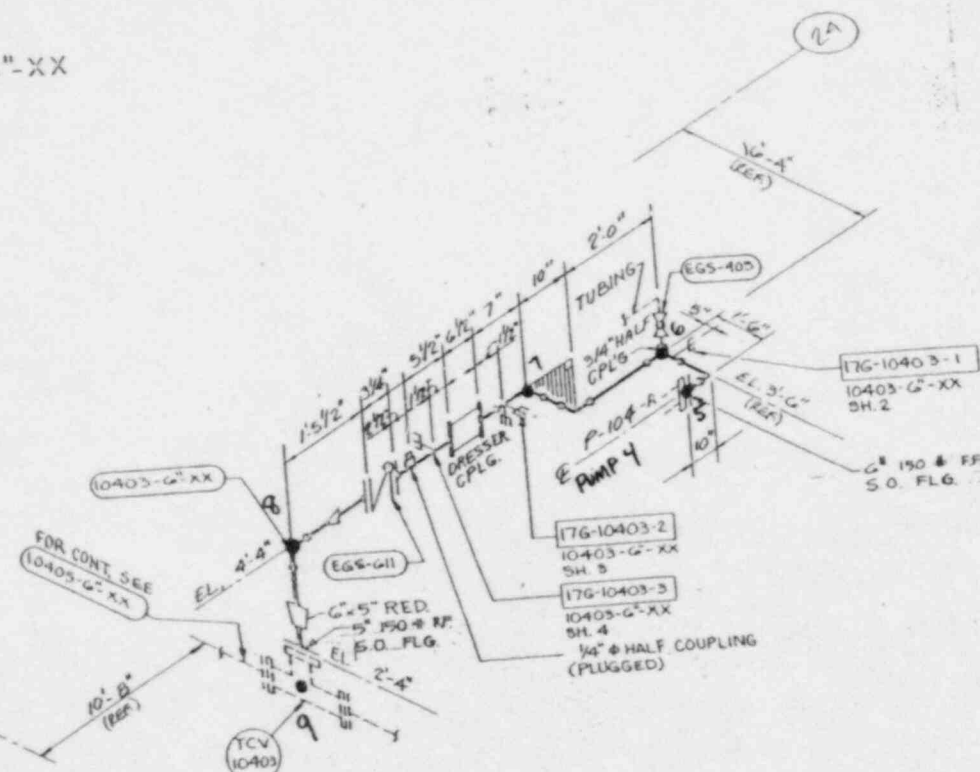 "-XX
2A
16'-4"
(REF)
2'-0"
10"
7"
6 1/2"
5 1/2"
1'-5 1/2"
TUBING
EGS-405
3/4" HALF
CPL'G
6
5"
1'-6"
7
17G-10403-1
10403-6"-XX
SH. 2
EL. 3'-6"
(REF)
P-104-A
PUMP 4
10"
6" 150 # FF
S.O. FLG.
DRESSER
CPLG.
10403-6"-XX
8
EL. 4'-4"
EGS-611
17G-10403-2
10403-6"-XX
SH. 3
17G-10403-3
10403-6"-XX
SH. 4
1/4" ⌀ HALF COUPLING
(PLUGGED)
FOR CONT. SEE
10405-6"-XX
6"x5" RED.
5" 150 # RF
S.O. FLG.
EL.
2'-4"
10'-8"
(REF)
9
TCV
10403